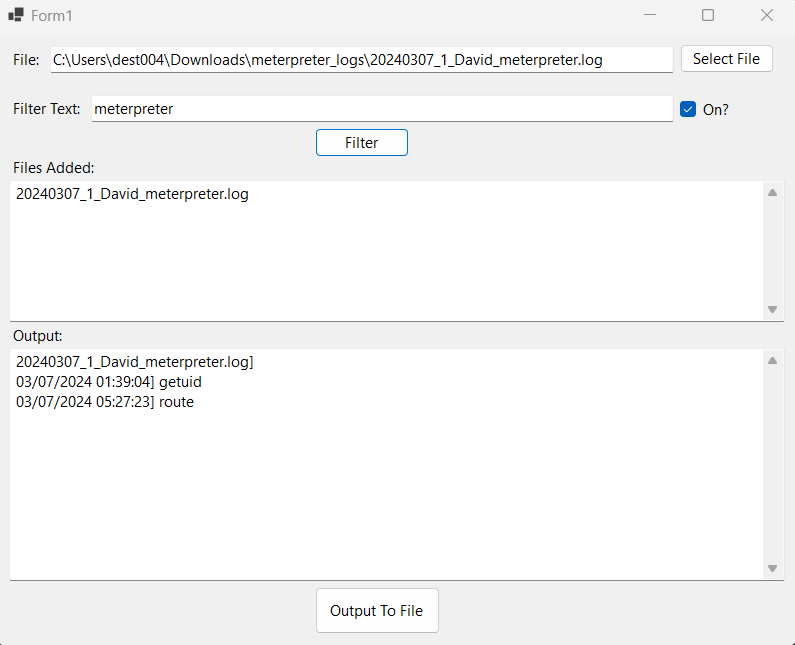 Form1
File: C:\Users\dest004\Downloads\meterpreter_logs\20240307_1_David_meterpreter.log Select File
Filter Text: meterpreter On?
Filter
Files Added:
20240307_1_David_meterpreter.log
Output:
20240307_1_David_meterpreter.log]
03/07/2024 01:39:04] getuid
03/07/2024 05:27:23] route
Output To File